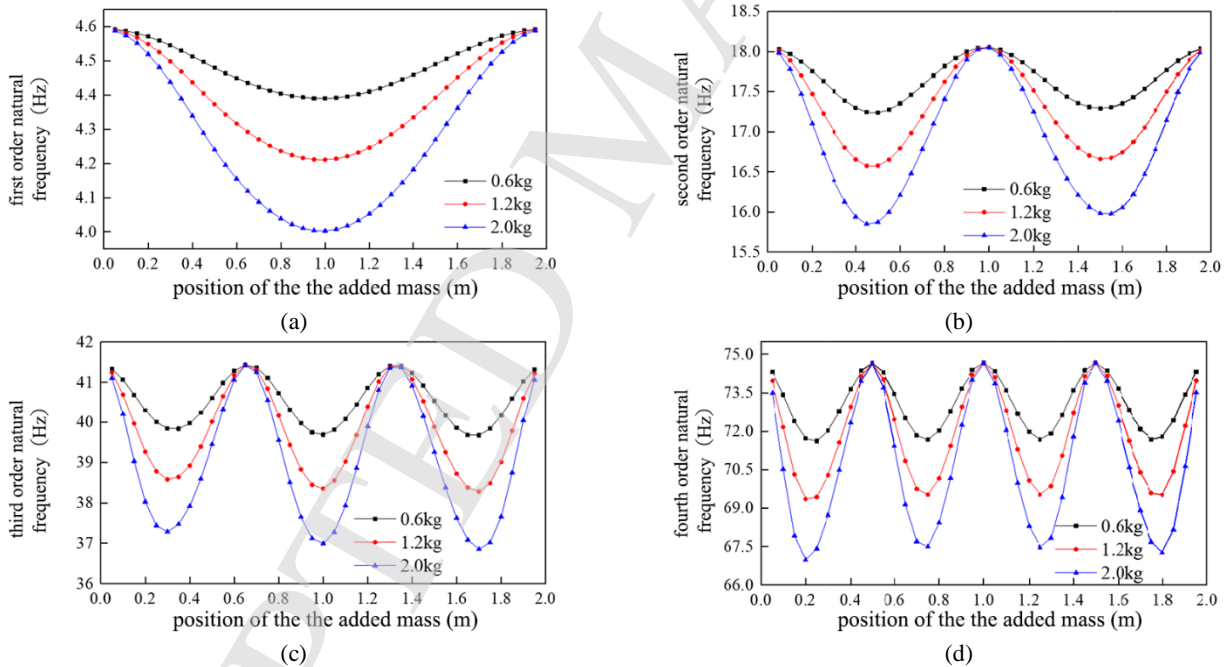 first order natural
frequency (Hz)
4.6
4.5
4.4
4.3
4.2
4.1
4.0
0.6kg
1.2kg
2.0kg
0.0 0.2 0.4 0.6 0.8 1.0 1.2 1.4 1.6 1.8 2.0
position of the the added mass (m)
(a)
second order natural
frequency (Hz)
18.5
18.0
17.5
17.0
16.5
16.0
15.5
0.6kg
1.2kg
2.0kg
0.0 0.2 0.4 0.6 0.8 1.0 1.2 1.4 1.6 1.8 2.0
position of the the added mass (m)
(b)
third order natural
frequency (Hz)
42
41
40
39
38
37
36
0.6kg
1.2kg
2.0kg
0.0 0.2 0.4 0.6 0.8 1.0 1.2 1.4 1.6 1.8 2.0
position of the the added mass (m)
(c)
fourth order natural
frequency (Hz)
75.0
73.5
72.0
70.5
69.0
67.5
66.0
0.6kg
1.2kg
2.0kg
0.0 0.2 0.4 0.6 0.8 1.0 1.2 1.4 1.6 1.8 2.0
position of the the added mass (m)
(d)
PTED MA